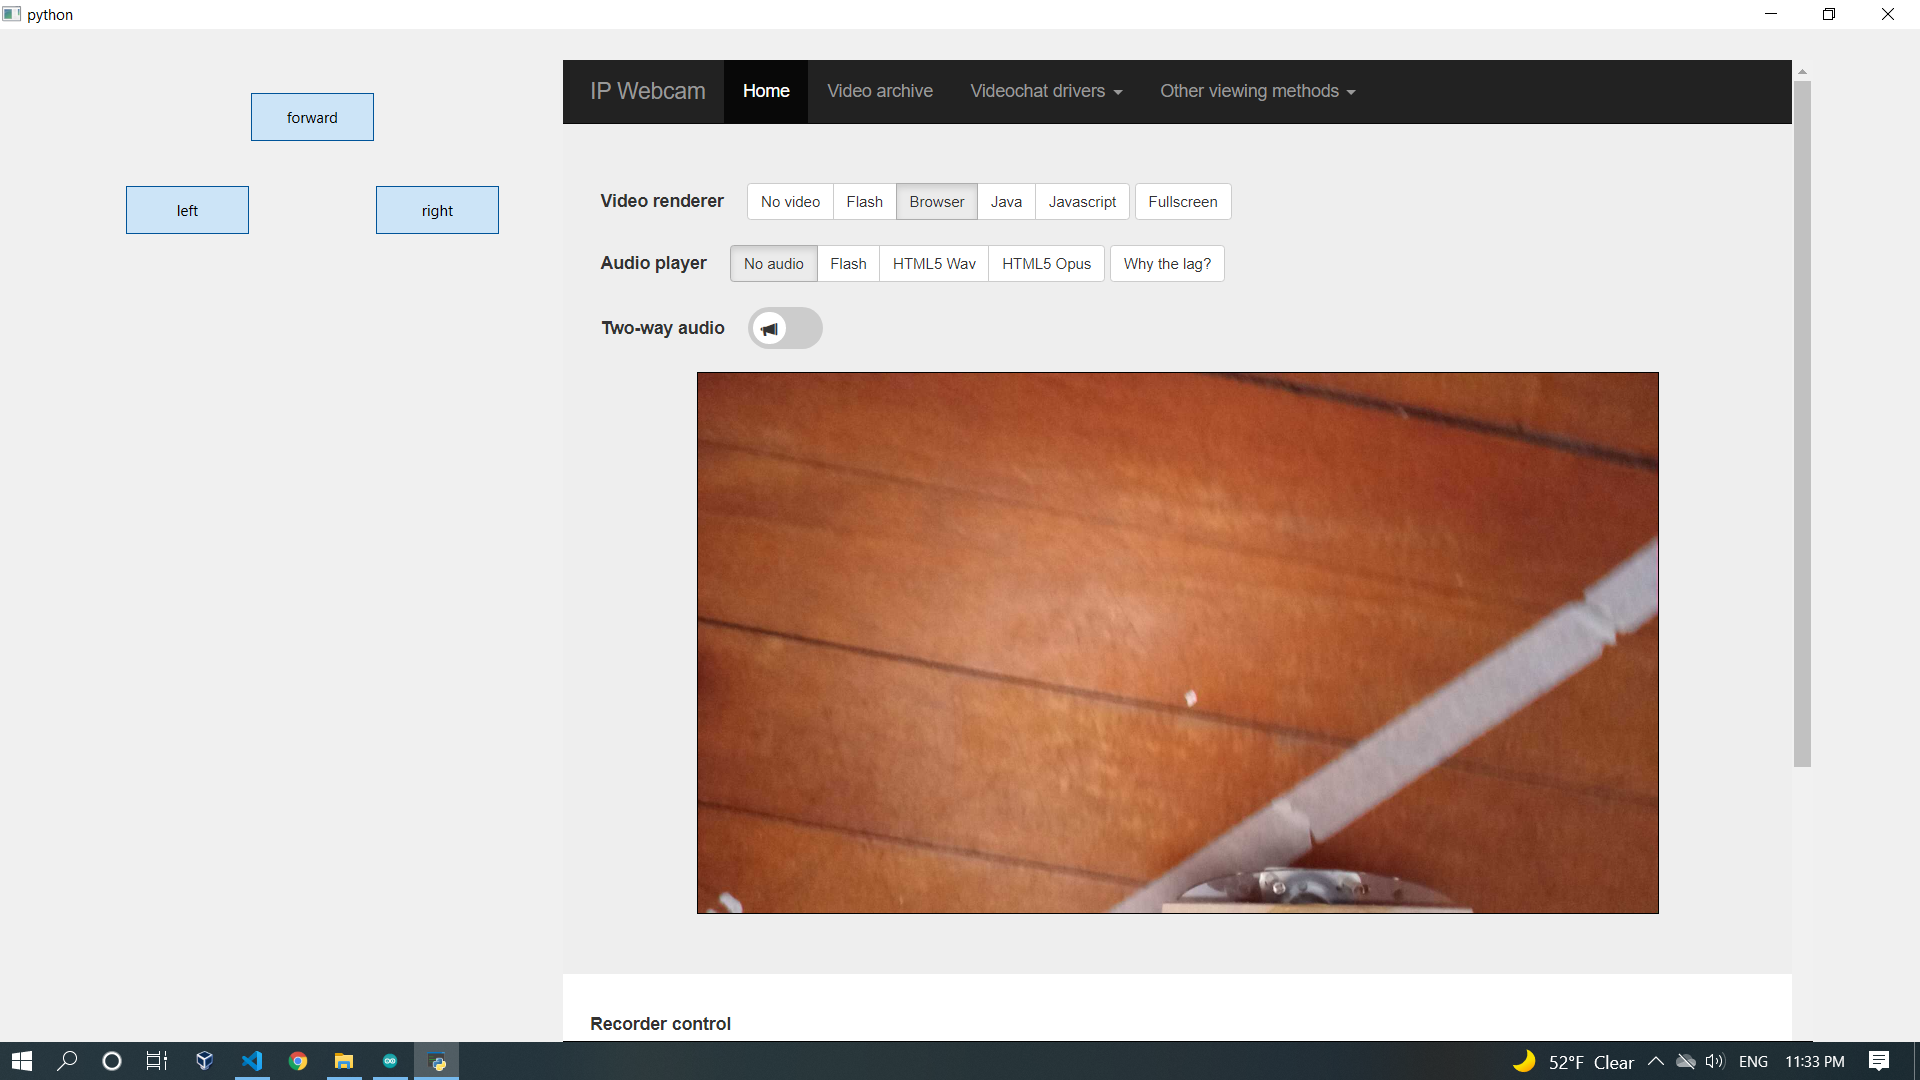 python
forward
left
right
IP Webcam Home Video archive Videochat drivers Other viewing methods
Video renderer No video Flash Browser Java Javascript Fullscreen
Audio player No audio Flash HTML5 Wav HTML5 Opus Why the lag?
Two-way audio
Recorder control
52°F Clear ENG 11:33 PM